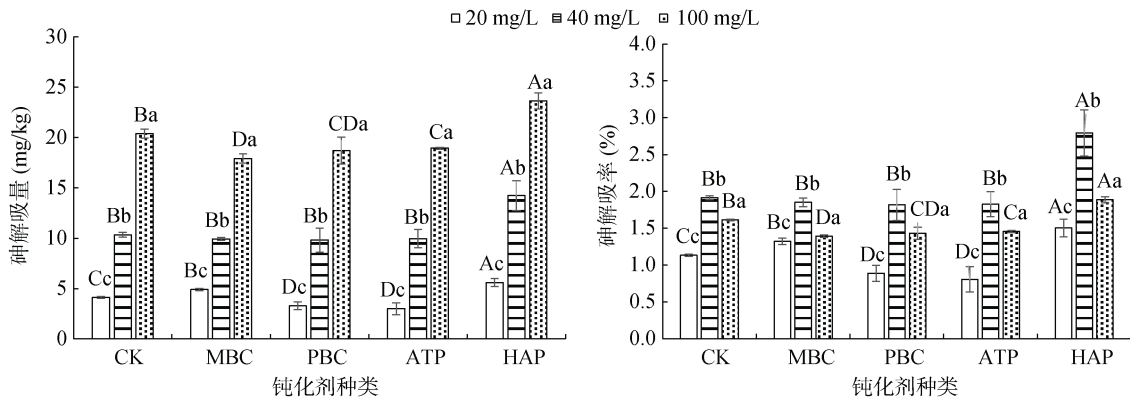 20 mg/L 40 mg/L 100 mg/L
砷解吸量 (mg/kg)
30
25
20
15
10
5
0
Cc Bb Ba
Bc Bb Da
Dc Bb CDa
Dc Bb Ca
Ac Ab Aa
CK MBC PBC ATP HAP
钝化剂种类
砷解吸率 (%)
4.0
3.5
3.0
2.5
2.0
1.5
1.0
0.5
0.0
Cc Bb Ba
Bc Bb Da
Dc Bb CDa
Dc Bb Ca
Ac Ab Aa
CK MBC PBC ATP HAP
钝化剂种类